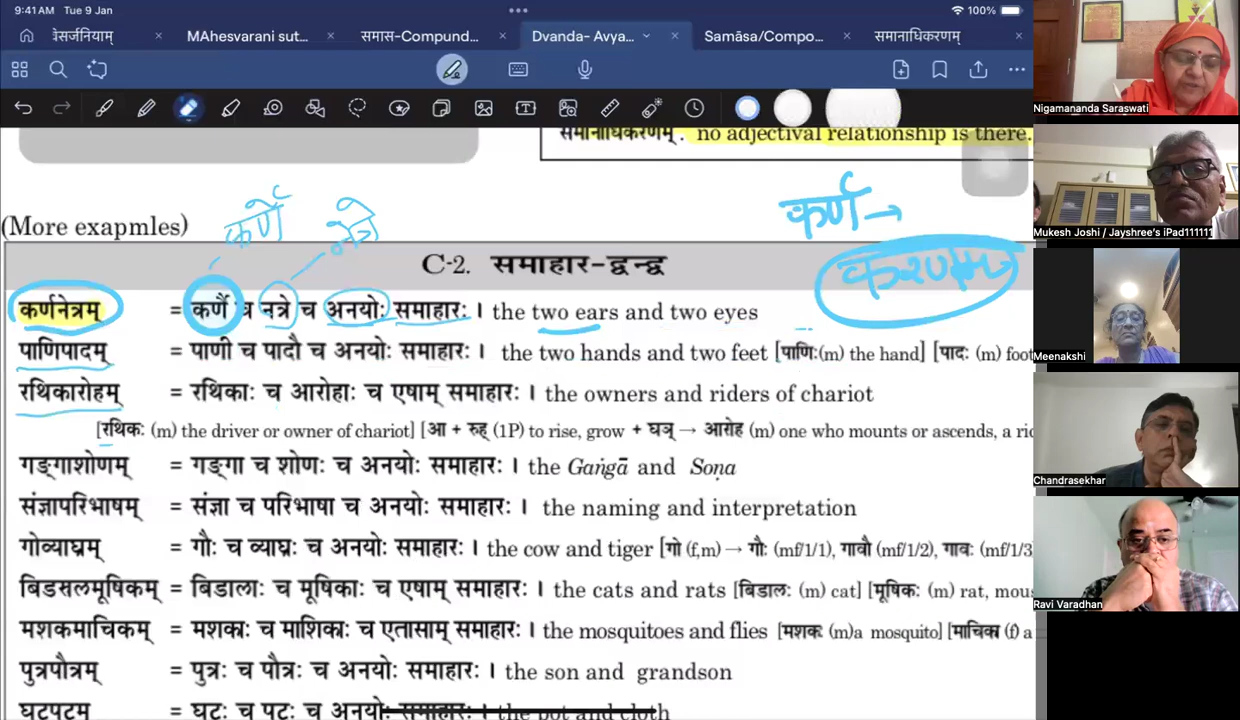 9:41 AM Tue 9 Jan
100%
वेसर्जनियाम्
MAhesvarani sut...
समास-Compund...
Dvanda- Avya...
Samāsa/Compo...
समानाधिकरणम्
समानाधिकरणम् . no adjectival relationship is there.
कर्णे नेत्रे
कर्ण →
(More exapmles)
C-2. समाहार-द्वन्द्व
कर्णनेत्रम् = कर्णौ च नत्रे च अनयोः समाहारः । the two ears and two eyes
पाणिपादम् = पाणी च पादौ च अनयोः समाहारः । the two hands and two feet [पाणिः(m) the hand] [पादः (m) foot
रथिकारोहम् = रथिकाः च आरोहाः च एषाम् समाहारः । the owners and riders of chariot
[रथिकः (m) the driver or owner of chariot] [आ + रुह् (1P) to rise, grow + घञ् → आरोह (m) one who mounts or ascends, a ri
गङ्गाशोणम् = गङ्गा च शोणः च अनयोः समाहारः । the Gaṅgā and Soṇa
संज्ञापरिभाषम् = संज्ञा च परिभाषा च अनयोः समाहारः । the naming and interpretation
गोव्याघ्रम् = गौः च व्याघ्रः च अनयोः समाहारः । the cow and tiger [गो (f,m) → गौः (mf/1/1), गावौ (mf/1/2), गावः (mf/1/3
बिडालमूषिकम् = बिडालाः च मूषिकाः च एषाम् समाहारः । the cats and rats [बिडालः (m) cat] [मूषिकः (m) rat, mous
मशकमाचिकम् = मशकाः च माशिकाः च एतासाम् समाहारः । the mosquitoes and flies [मशकः (m)a mosquito] [माचिका (f) a
पुत्रपौत्रम् = पुत्रः च पौत्रः च अनयोः समाहारः । the son and grandson
घटपटम् = घटः च पटः च अनयोः समाहारः । the pot and cloth
Nigamananda Saraswati
Mukesh Joshi / Jayshree's iPad111111
Meenakshi
Chandrasekhar
Ravi Varadhan